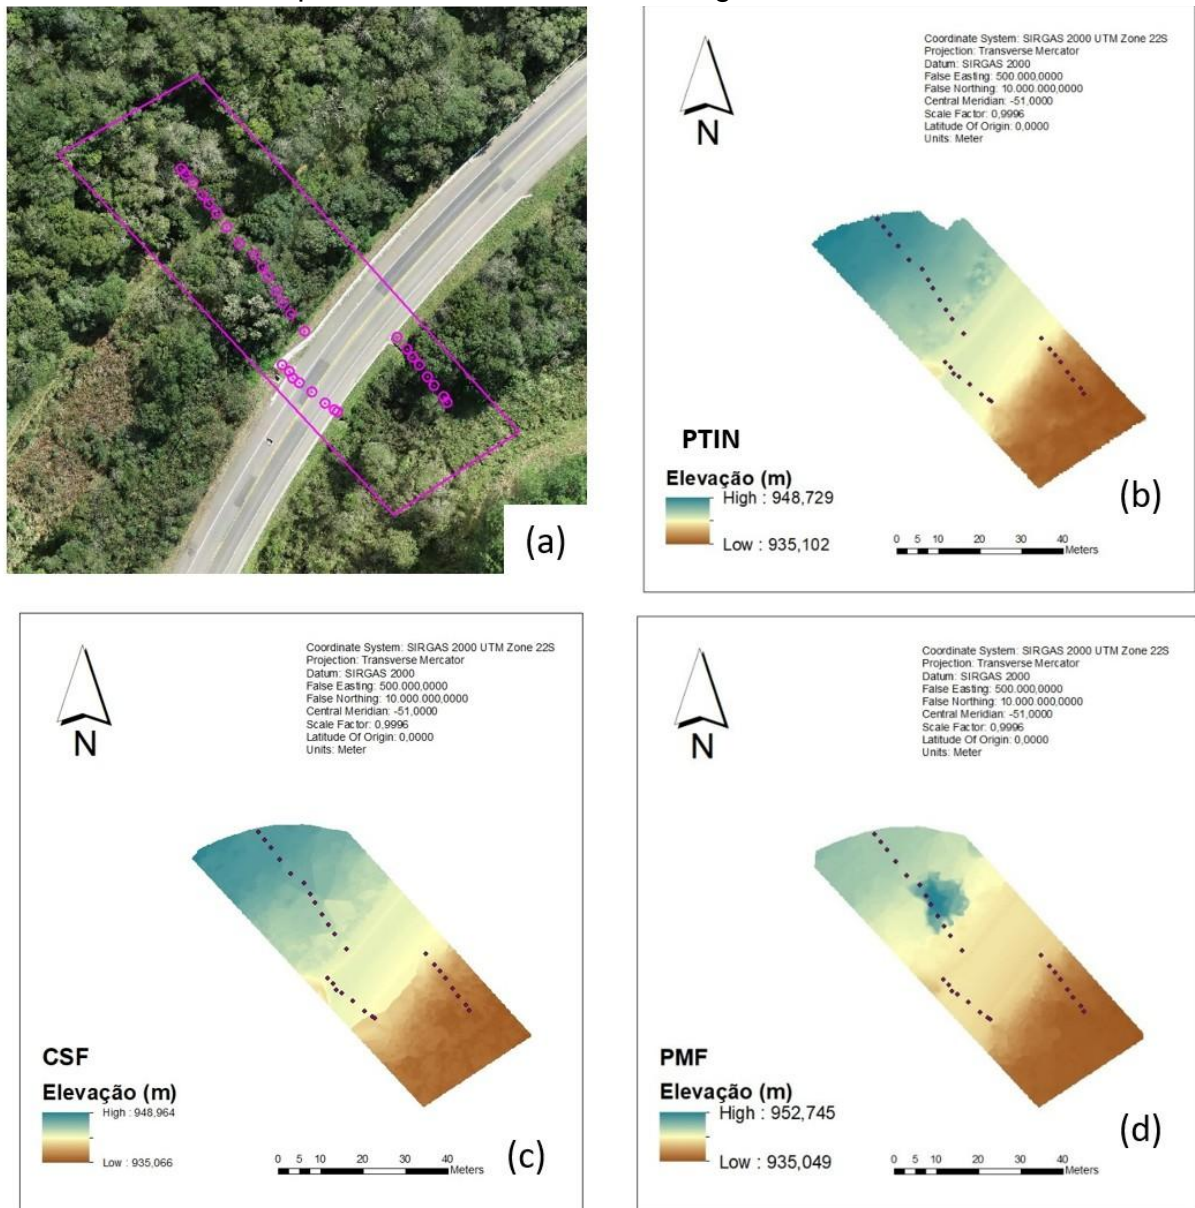 (a)
N
Coordinate System: SIRGAS 2000 UTM Zone 22S
Projection: Transverse Mercator
Datum: SIRGAS 2000
False Easting: 500.000,0000
False Northing: 10.000.000,0000
Central Meridian: -51,0000
Scale Factor: 0,9996
Latitude Of Origin: 0,0000
Units: Meter
PTIN
Elevação (m)
High : 948,729
Low : 935,102
0 5 10 20 30 40
Meters
(b)
N
Coordinate System: SIRGAS 2000 UTM Zone 22S
Projection: Transverse Mercator
Datum: SIRGAS 2000
False Easting: 500.000,0000
False Northing: 10.000.000,0000
Central Meridian: -51,0000
Scale Factor: 0,9996
Latitude Of Origin: 0,0000
Units: Meter
CSF
Elevação (m)
High : 948,964
Low : 935,066
0 5 10 20 30 40
Meters
(c)
N
Coordinate System: SIRGAS 2000 UTM Zone 22S
Projection: Transverse Mercator
Datum: SIRGAS 2000
False Easting: 500.000,0000
False Northing: 10.000.000,0000
Central Meridian: -51,0000
Scale Factor: 0,9996
Latitude Of Origin: 0,0000
Units: Meter
PMF
Elevação (m)
High : 952,745
Low : 935,049
0 5 10 20 30 40
Meters
(d)